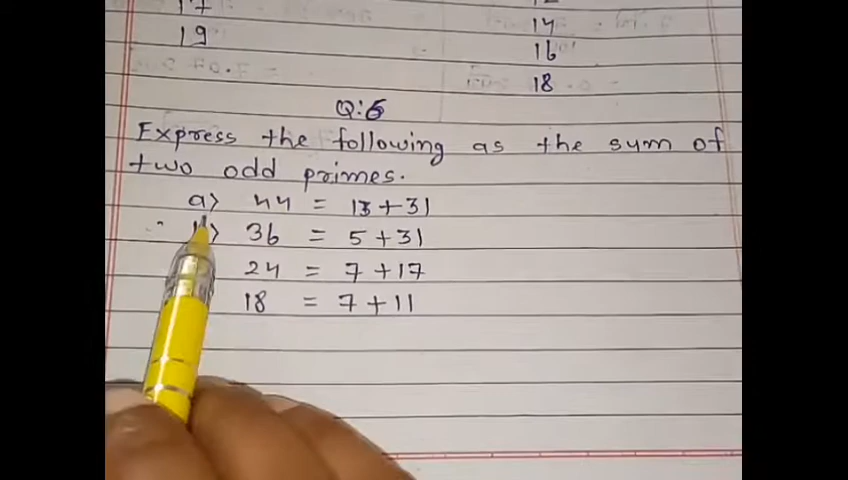 17
19
14
16
18
Q:6
Express the following as the sum of
two odd primes.
a> 44 = 13+31
36 = 5+31
24 = 7+17
18 = 7+11